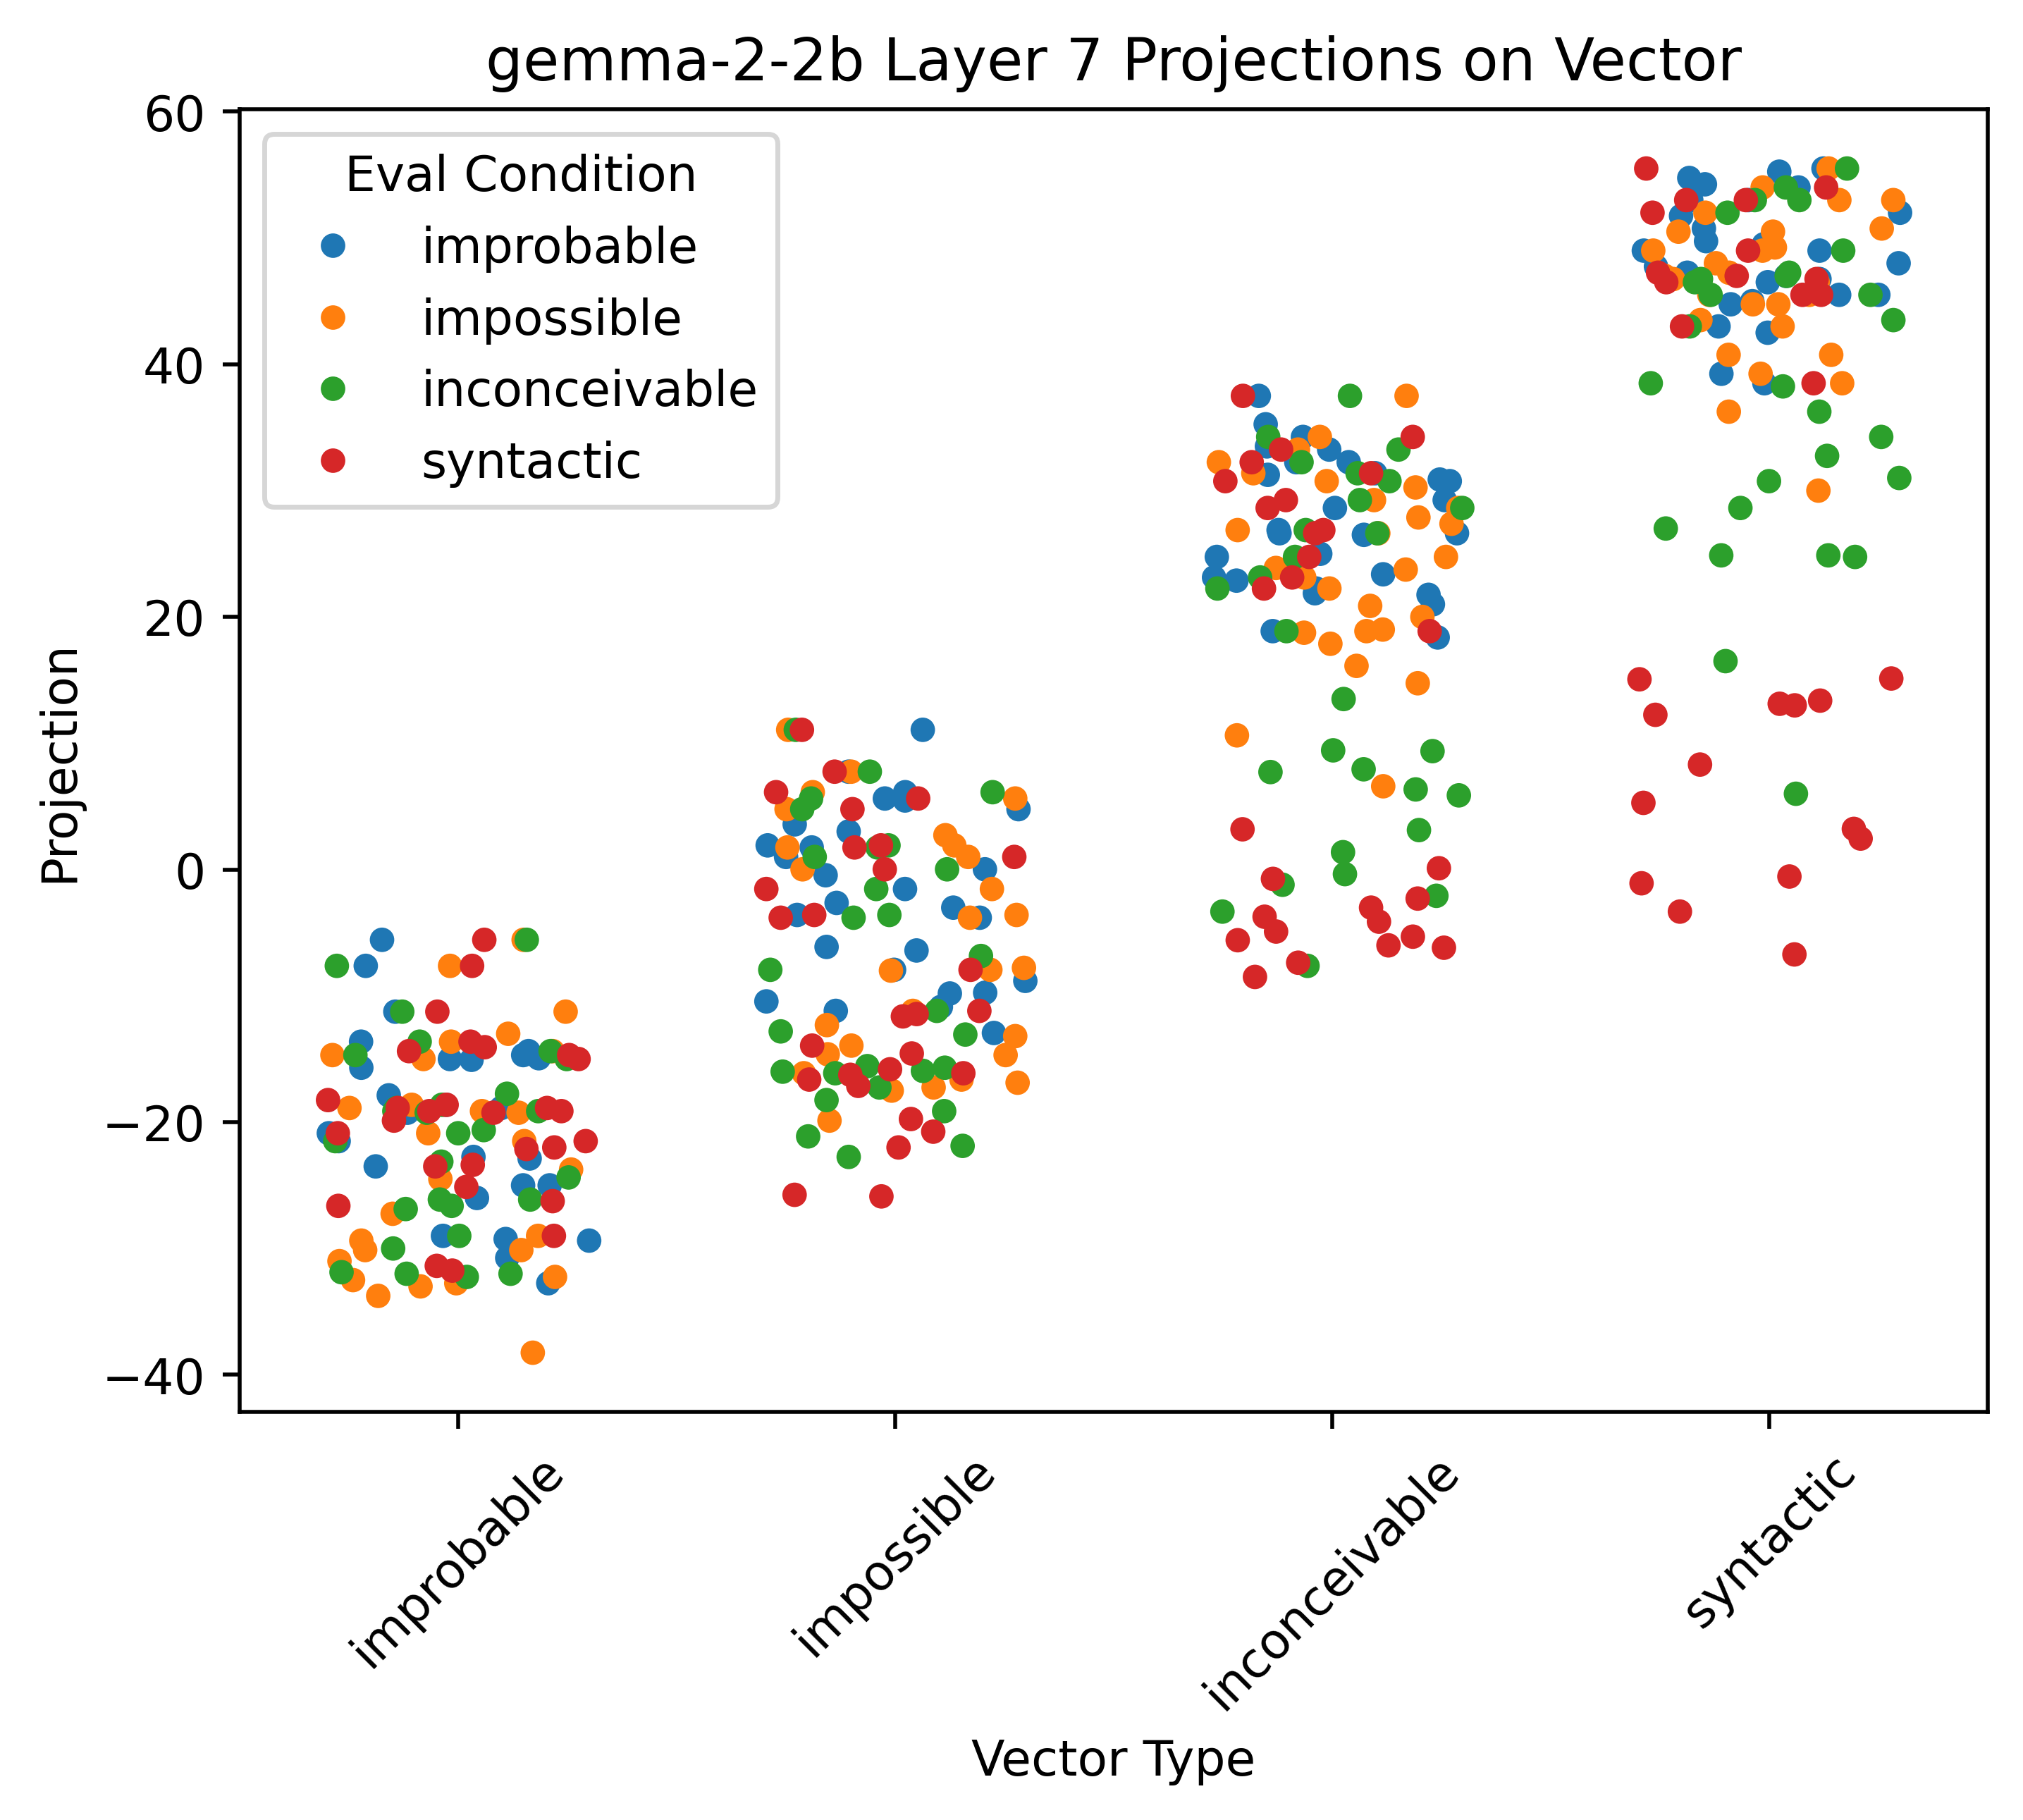 gemma-2-2b Layer 7 Projections on Vector
60
40
20
0
−20
−40
Projection
Eval Condition
improbable
impossible
inconceivable
syntactic
improbable
impossible
inconceivable
syntactic
Vector Type